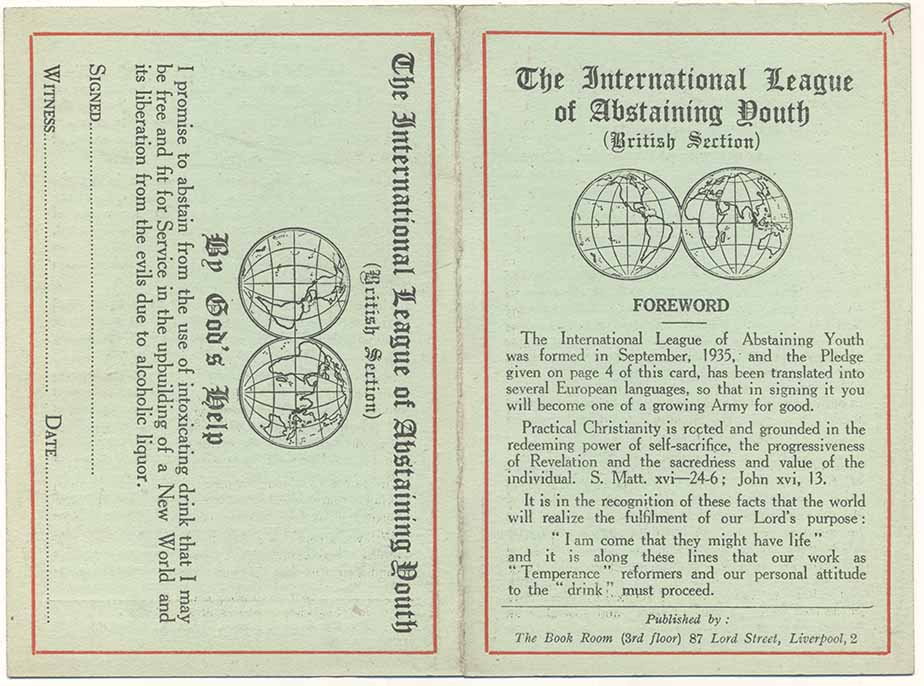 The International League of Abstaining Youth
(British Section)
By God's Help
I promise to abstain from the use of intoxicating drink that I may
be free and fit for Service in the upbuilding of a New World and
its liberation from the evils due to alcoholic liquor.
SIGNED
WITNESS DATE
The International League
of Abstaining Youth
(British Section)
FOREWORD
The International League of Abstaining Youth
was formed in September, 1935, and the Pledge
given on page 4 of this card, has been translated into
several European languages, so that in signing it you
will become one of a growing Army for good.
Practical Christianity is rooted and grounded in the
redeeming power of self-sacrifice, the progressiveness
of Revelation and the sacredness and value of the
individual. S. Matt. xvi—24-6; John xvi, 13.
It is in the recognition of these facts that the world
will realize the fulfilment of our Lord's purpose:
"I am come that they might have life"
and it is along these lines that our work as
"Temperance" reformers and our personal attitude
to the "drink" must proceed.
Published by:
The Book Room (3rd floor) 87 Lord Street, Liverpool, 2